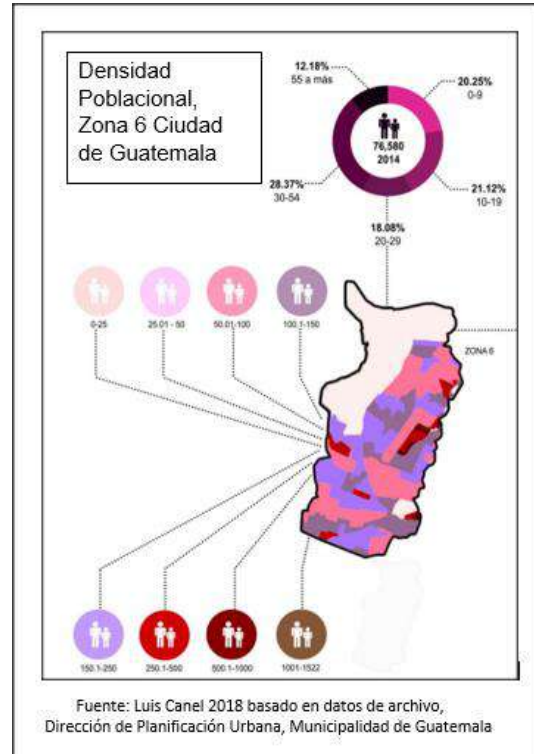 Densidad
Poblacional,
Zona 6 Ciudad
de Guatemala
12.18%
55 a más
20.25%
0-9
76,580
2014
28.37%
30-54
21.12%
10-19
18.08%
20-29
0-25
25.01 - 50
50.01-100
100.1-150
ZONA 6
150.1-250
250.1-500
500.1-1000
1001-1522
Fuente: Luis Canel 2018 basado en datos de archivo,
Dirección de Planificación Urbana, Municipalidad de Guatemala